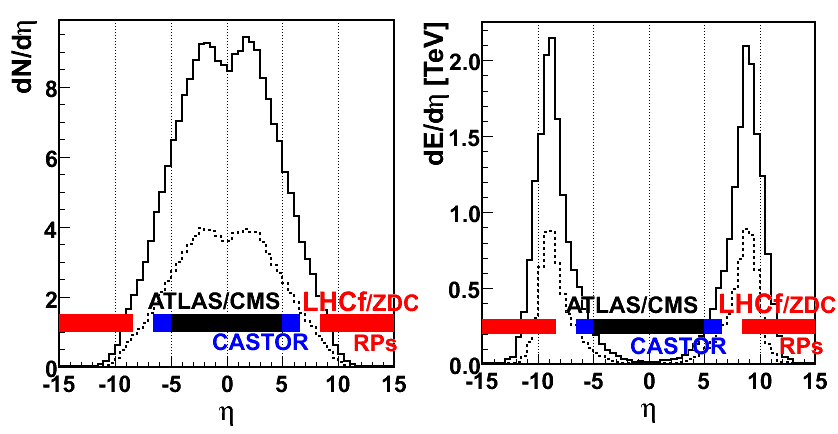 dN/dη
8
6
4
2
0
ATLAS/CMS
LHCf/ZDC
CASTOR
RPs
-15 -10 -5 0 5 10 15
η
dE/dη [TeV]
2.0
1.5
1.0
0.5
0.0
ATLAS/CMS
LHCf/ZDC
CASTOR
RPs
-15 -10 -5 0 5 10 15
η